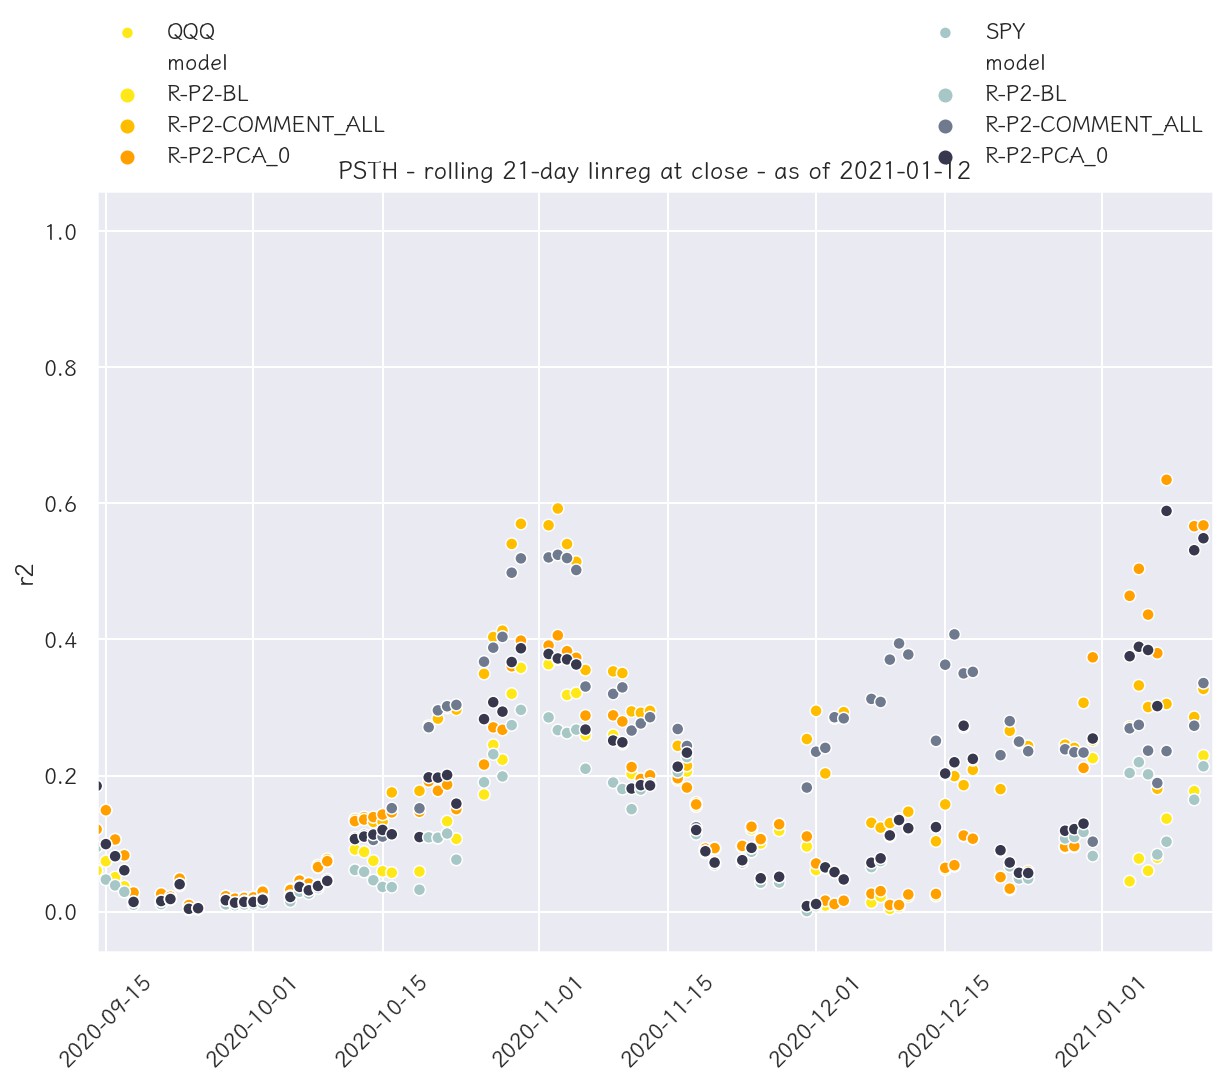 QQQ
model
R-P2-BL
R-P2-COMMENT_ALL
R-P2-PCA_0
SPY
model
R-P2-BL
R-P2-COMMENT_ALL
R-P2-PCA_0
PSTH - rolling 21-day linreg at close - as of 2021-01-12
1.0
0.8
0.6
0.4
0.2
0.0
r2
2020-09-15
2020-10-01
2020-10-15
2020-11-01
2020-11-15
2020-12-01
2020-12-15
2021-01-01